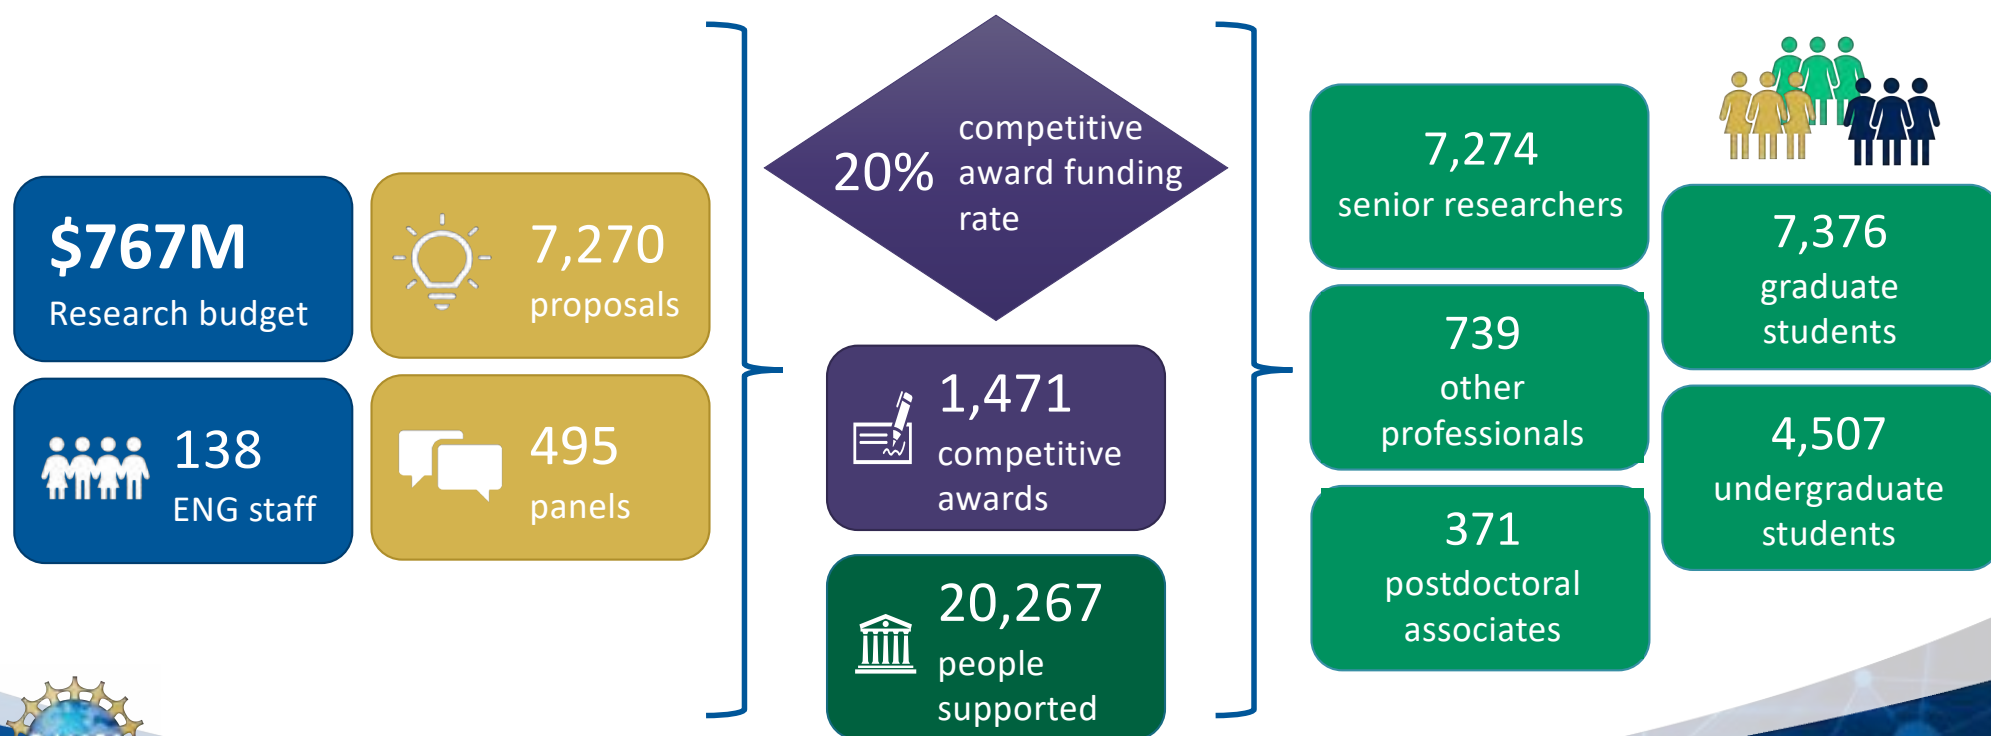 $767M
Research budget
7,270
proposals
138
ENG staff
495
panels
20%
competitive
award funding
rate
1,471
competitive
awards
20,267
people
supported
7,274
senior researchers
739
other
professionals
371
postdoctoral
associates
7,376
graduate
students
4,507
undergraduate
students